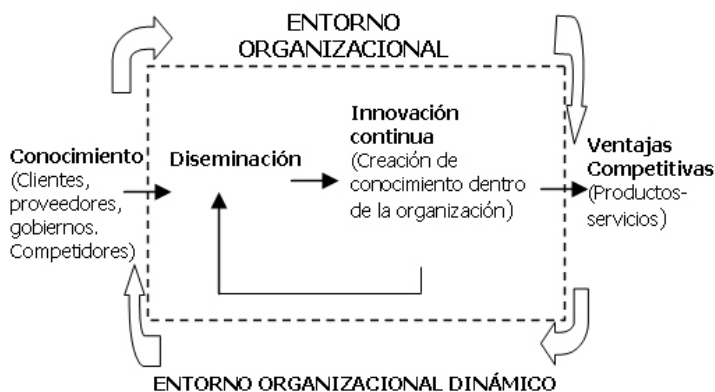 ENTORNO
ORGANIZACIONAL
Conocimiento
(Clientes,
proveedores,
gobiernos.
Competidores)
Diseminación
Innovación
continua
(Creación de
conocimiento dentro
de la organización)
Ventajas
Competitivas
(Productos-
servicios)
ENTORNO ORGANIZACIONAL DINÁMICO